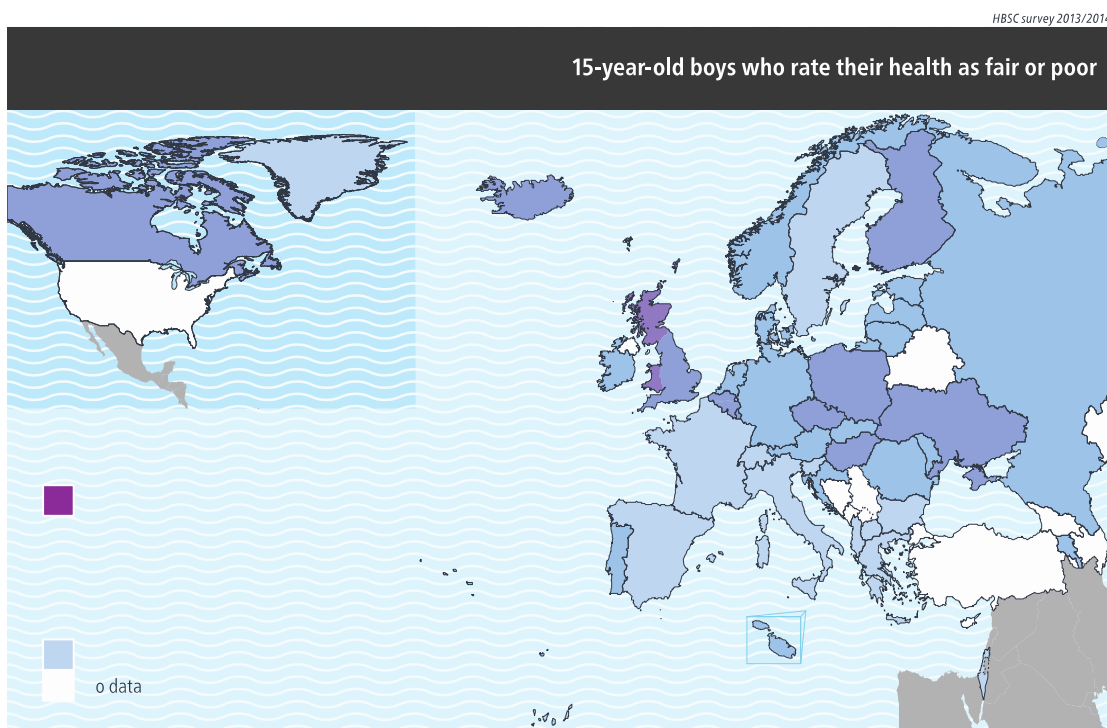 HBSC survey 2013/2014
15-year-old boys who rate their health as fair or poor
o data